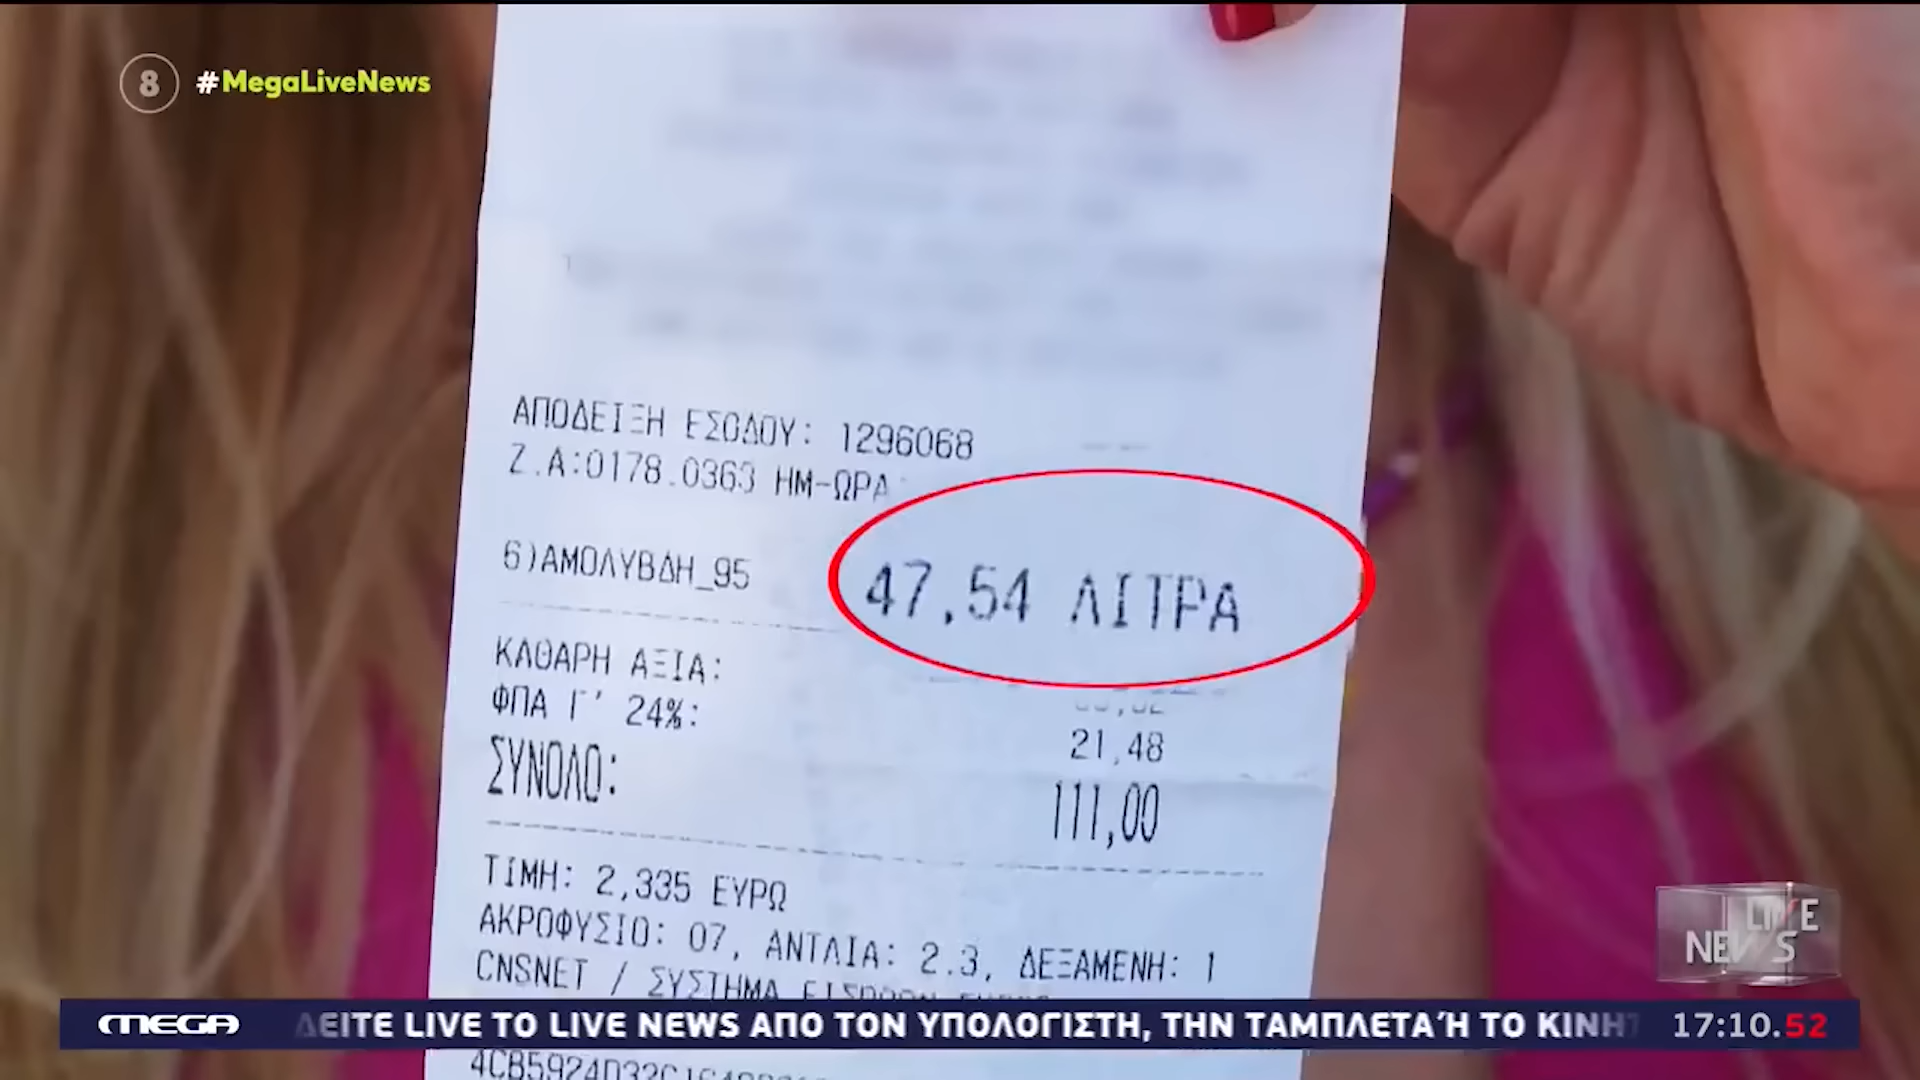 8 #MegaLiveNews
ΑΠΟΔΕΙΞΗ ΕΣΟΔΟΥ: 1296068
Ζ.Α:0178.0363 ΗΜ-ΩΡΑ
6)ΑΜΟΛΥΒΔΗ_95
47,54 ΛΙΤΡΑ
ΚΑΘΑΡΗ ΑΞΙΑ:
ΦΠΑ Γ' 24%: 21,48
ΣΥΝΟΛΟ: 111,00
ΤΙΜΗ: 2,335 ΕΥΡΩ
ΑΚΡΟΦΥΣΙΟ: 07, ΑΝΤΛΙΑ: 2.3, ΔΕΞΑΜΕΝΗ: 1
CNSNET / ΣΥΣΤΗΜΑ
LIVE
NEWS
MEGA ΔΕΙΤΕ LIVE ΤΟ LIVE NEWS ΑΠΟ ΤΟΝ ΥΠΟΛΟΓΙΣΤΗ, ΤΗΝ ΤΑΜΠΛΕΤΑ Ή ΤΟ ΚΙΝΗΤ 17:10.52